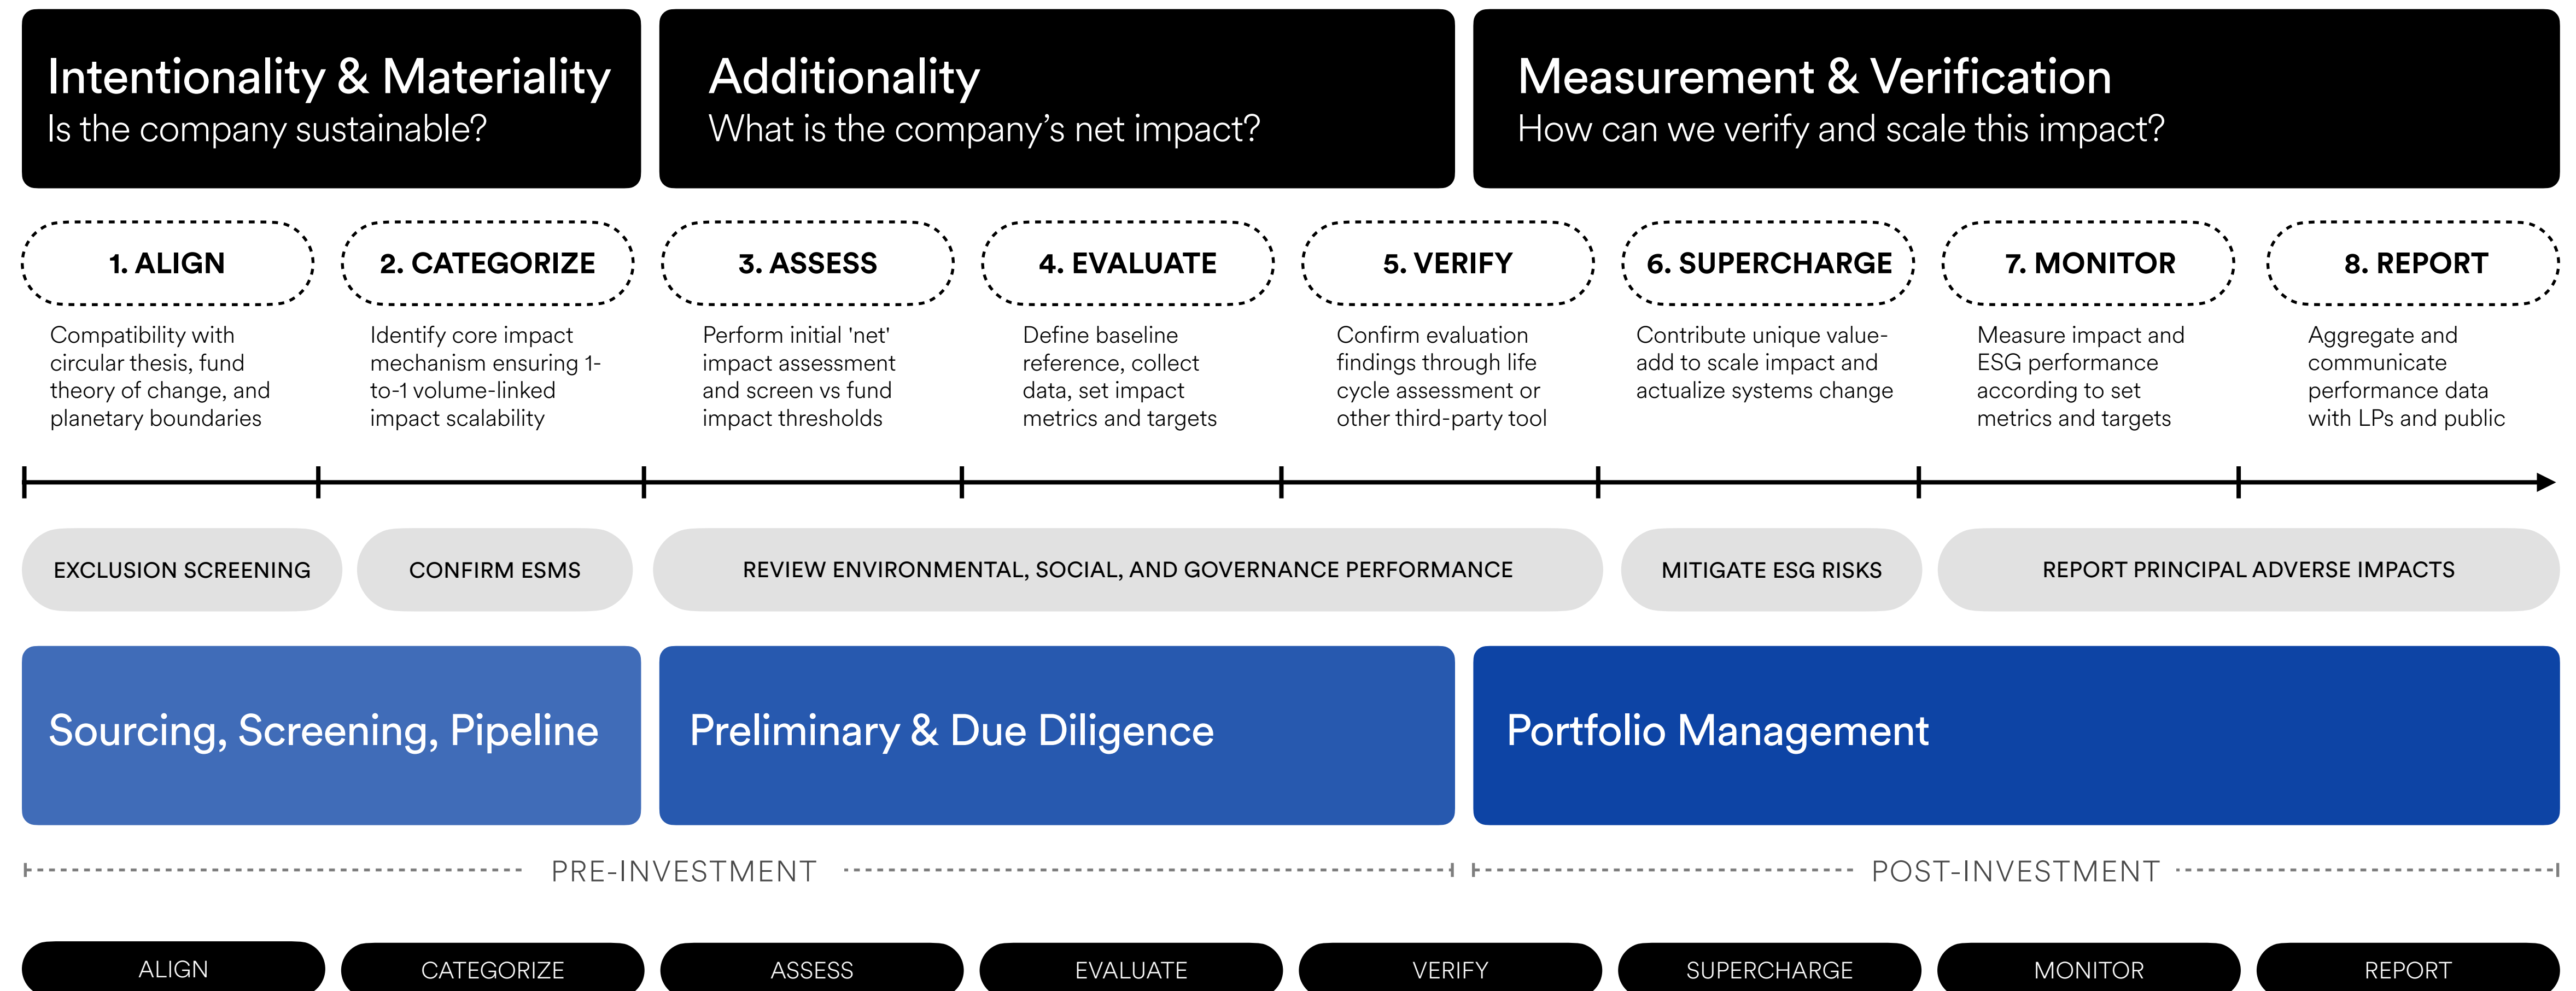 Intentionality & Materiality
Is the company sustainable?
Additionality
What is the company’s net impact?
Measurement & Verification
How can we verify and scale this impact?
1. ALIGN
Compatibility with
circular thesis, fund
theory of change, and
planetary boundaries
2. CATEGORIZE
Identify core impact
mechanism ensuring 1-
to-1 volume-linked
impact scalability
3. ASSESS
Perform initial 'net'
impact assessment
and screen vs fund
impact thresholds
4. EVALUATE
Define baseline
reference, collect
data, set impact
metrics and targets
5. VERIFY
Confirm evaluation
findings through life
cycle assessment or
other third-party tool
6. SUPERCHARGE
Contribute unique value-
add to scale impact and
actualize systems change
7. MONITOR
Measure impact and
ESG performance
according to set
metrics and targets
8. REPORT
Aggregate and
communicate
performance data
with LPs and public
EXCLUSION SCREENING
CONFIRM ESMS
REVIEW ENVIRONMENTAL, SOCIAL, AND GOVERNANCE PERFORMANCE
MITIGATE ESG RISKS
REPORT PRINCIPAL ADVERSE IMPACTS
Sourcing, Screening, Pipeline
Preliminary & Due Diligence
Portfolio Management
PRE-INVESTMENT
POST-INVESTMENT
ALIGN
CATEGORIZE
ASSESS
EVALUATE
VERIFY
SUPERCHARGE
MONITOR
REPORT